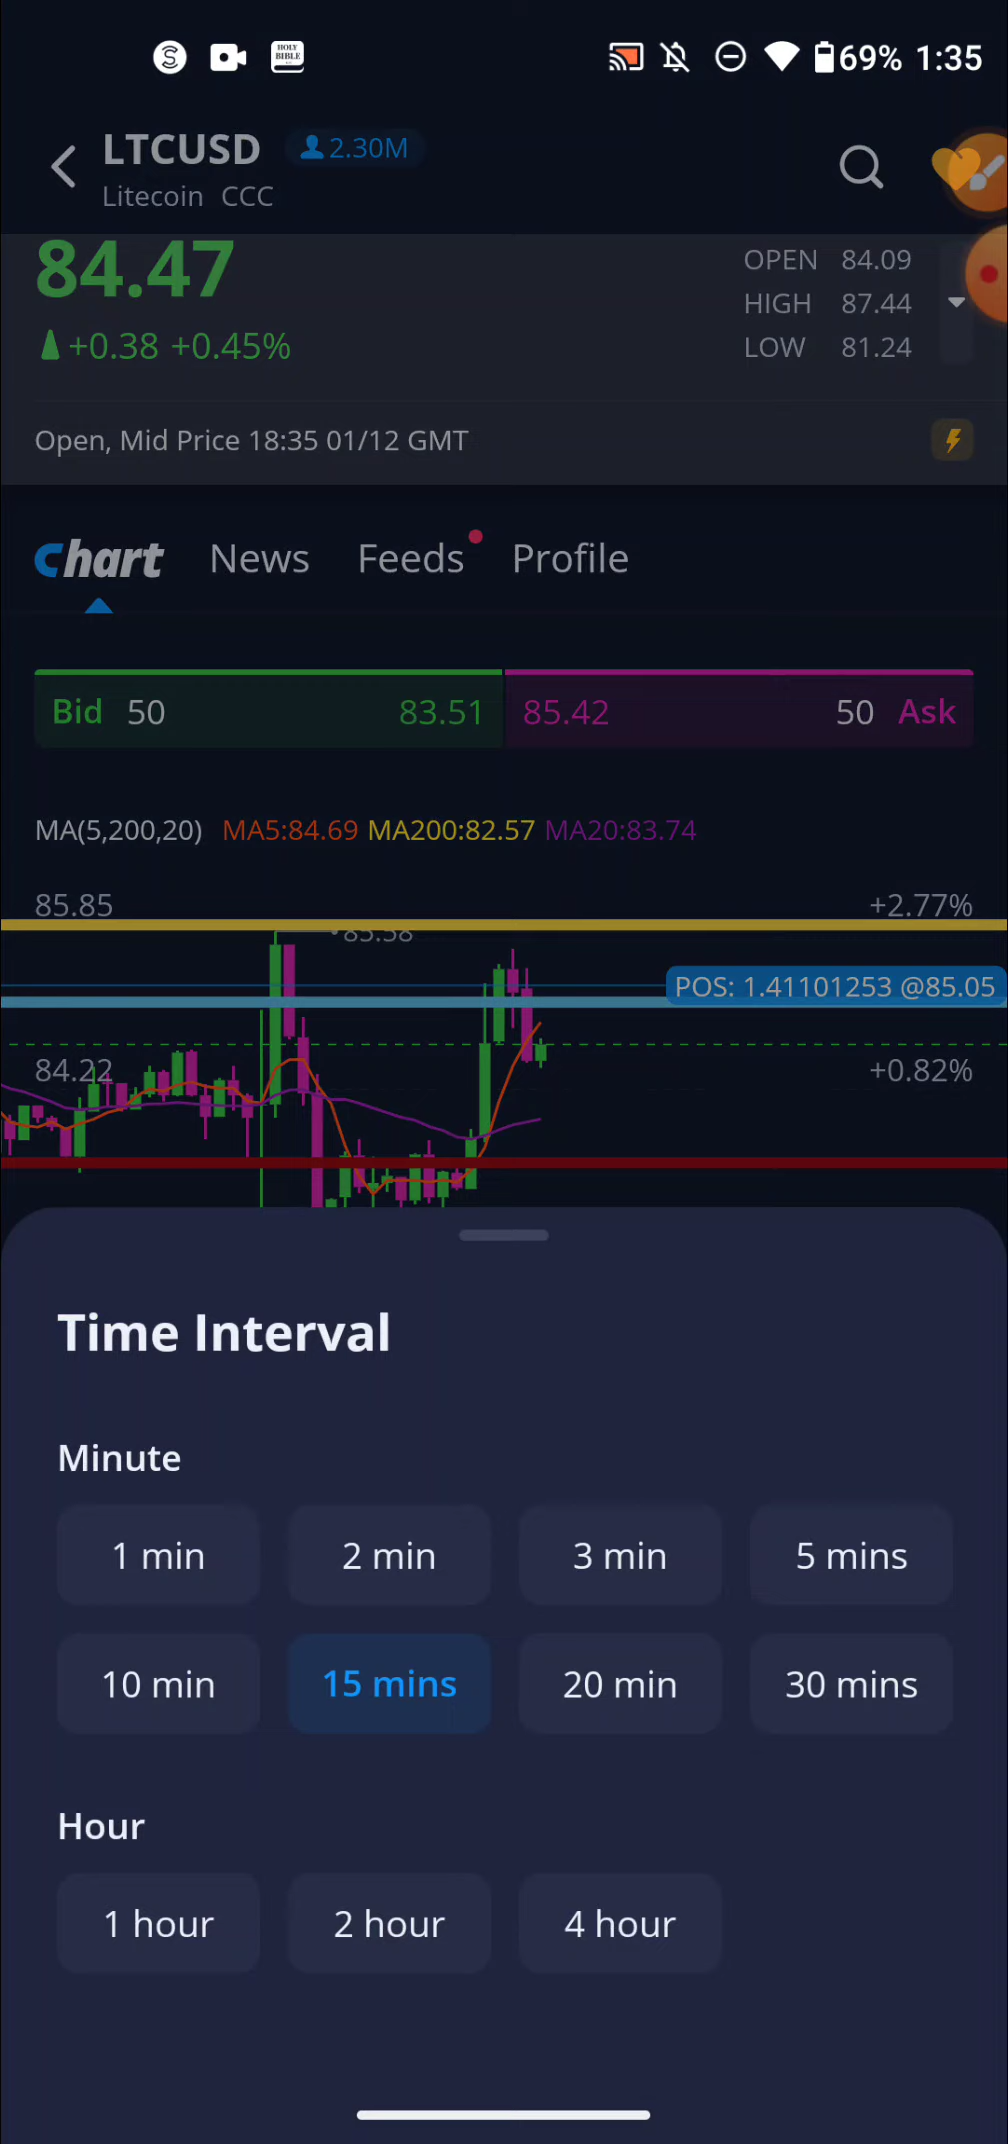 HOLY
BIBLE
69% 1:35
LTCUSD 2.30M
Litecoin CCC
84.47
+0.38 +0.45%
OPEN 84.09
HIGH 87.44
LOW 81.24
Open, Mid Price 18:35 01/12 GMT
Chart News Feeds Profile
Bid 50 83.51 85.42 50 Ask
MA(5,200,20) MA5:84.69 MA200:82.57 MA20:83.74
85.85 +2.77%
85.58
POS: 1.41101253 @85.05
84.22 +0.82%
Time Interval
Minute
1 min 2 min 3 min 5 mins
10 min 15 mins 20 min 30 mins
Hour
1 hour 2 hour 4 hour